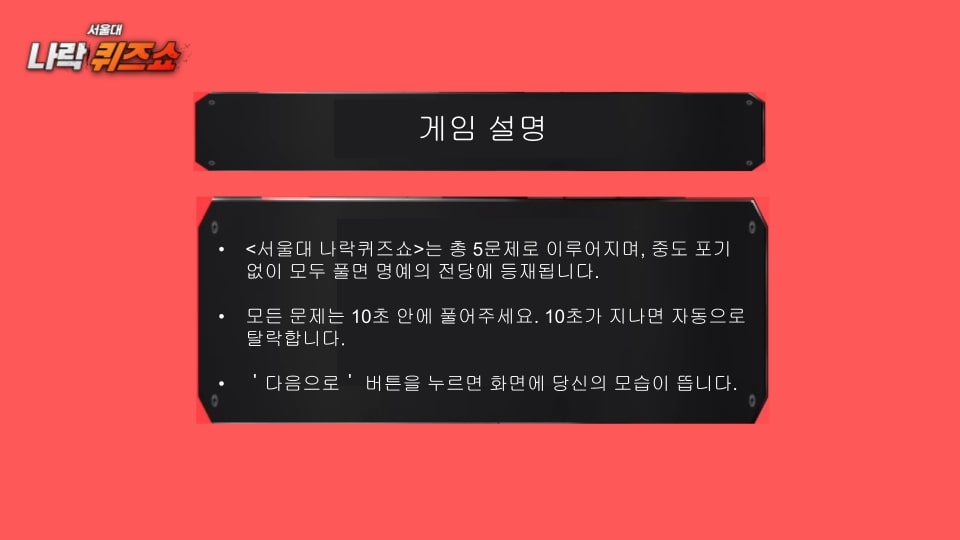 서울대
나락 퀴즈쇼
게임 설명
• <서울대 나락퀴즈쇼>는 총 5문제로 이루어지며, 중도 포기
없이 모두 풀면 명예의 전당에 등재됩니다.
• 모든 문제는 10초 안에 풀어주세요. 10초가 지나면 자동으로
탈락합니다.
• '다음으로' 버튼을 누르면 화면에 당신의 모습이 뜹니다.